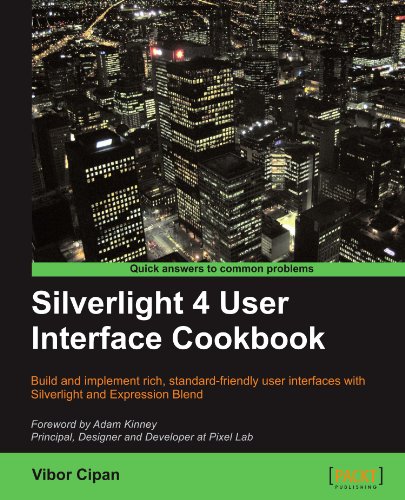 Quick answers to common problems
Silverlight 4 User
Interface Cookbook
Build and implement rich, standard-friendly user interfaces with
Silverlight and Expression Blend
Foreword by Adam Kinney
Principal, Designer and Developer at Pixel Lab
Vibor Cipan
[PACKT]
PUBLISHING